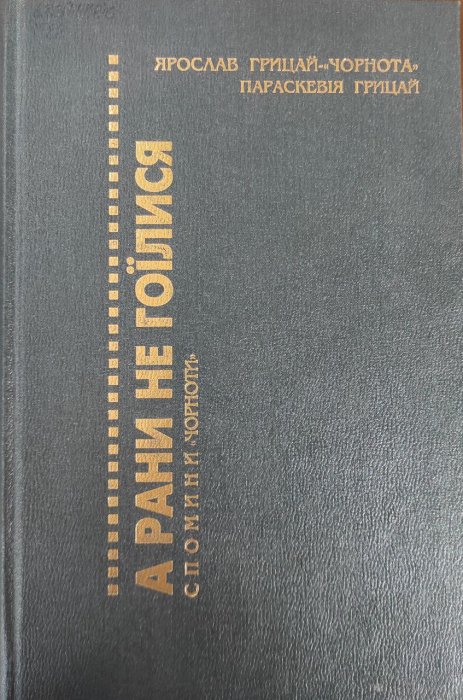 ЯРОСЛАВ ГРИЦАЙ-«ЧОРНОТА»
ПАРАСКЕВІЯ ГРИЦАЙ
А РАНИ НЕ ГОЇЛИСЯ
СПОМИНИ «ЧОРНОТИ»